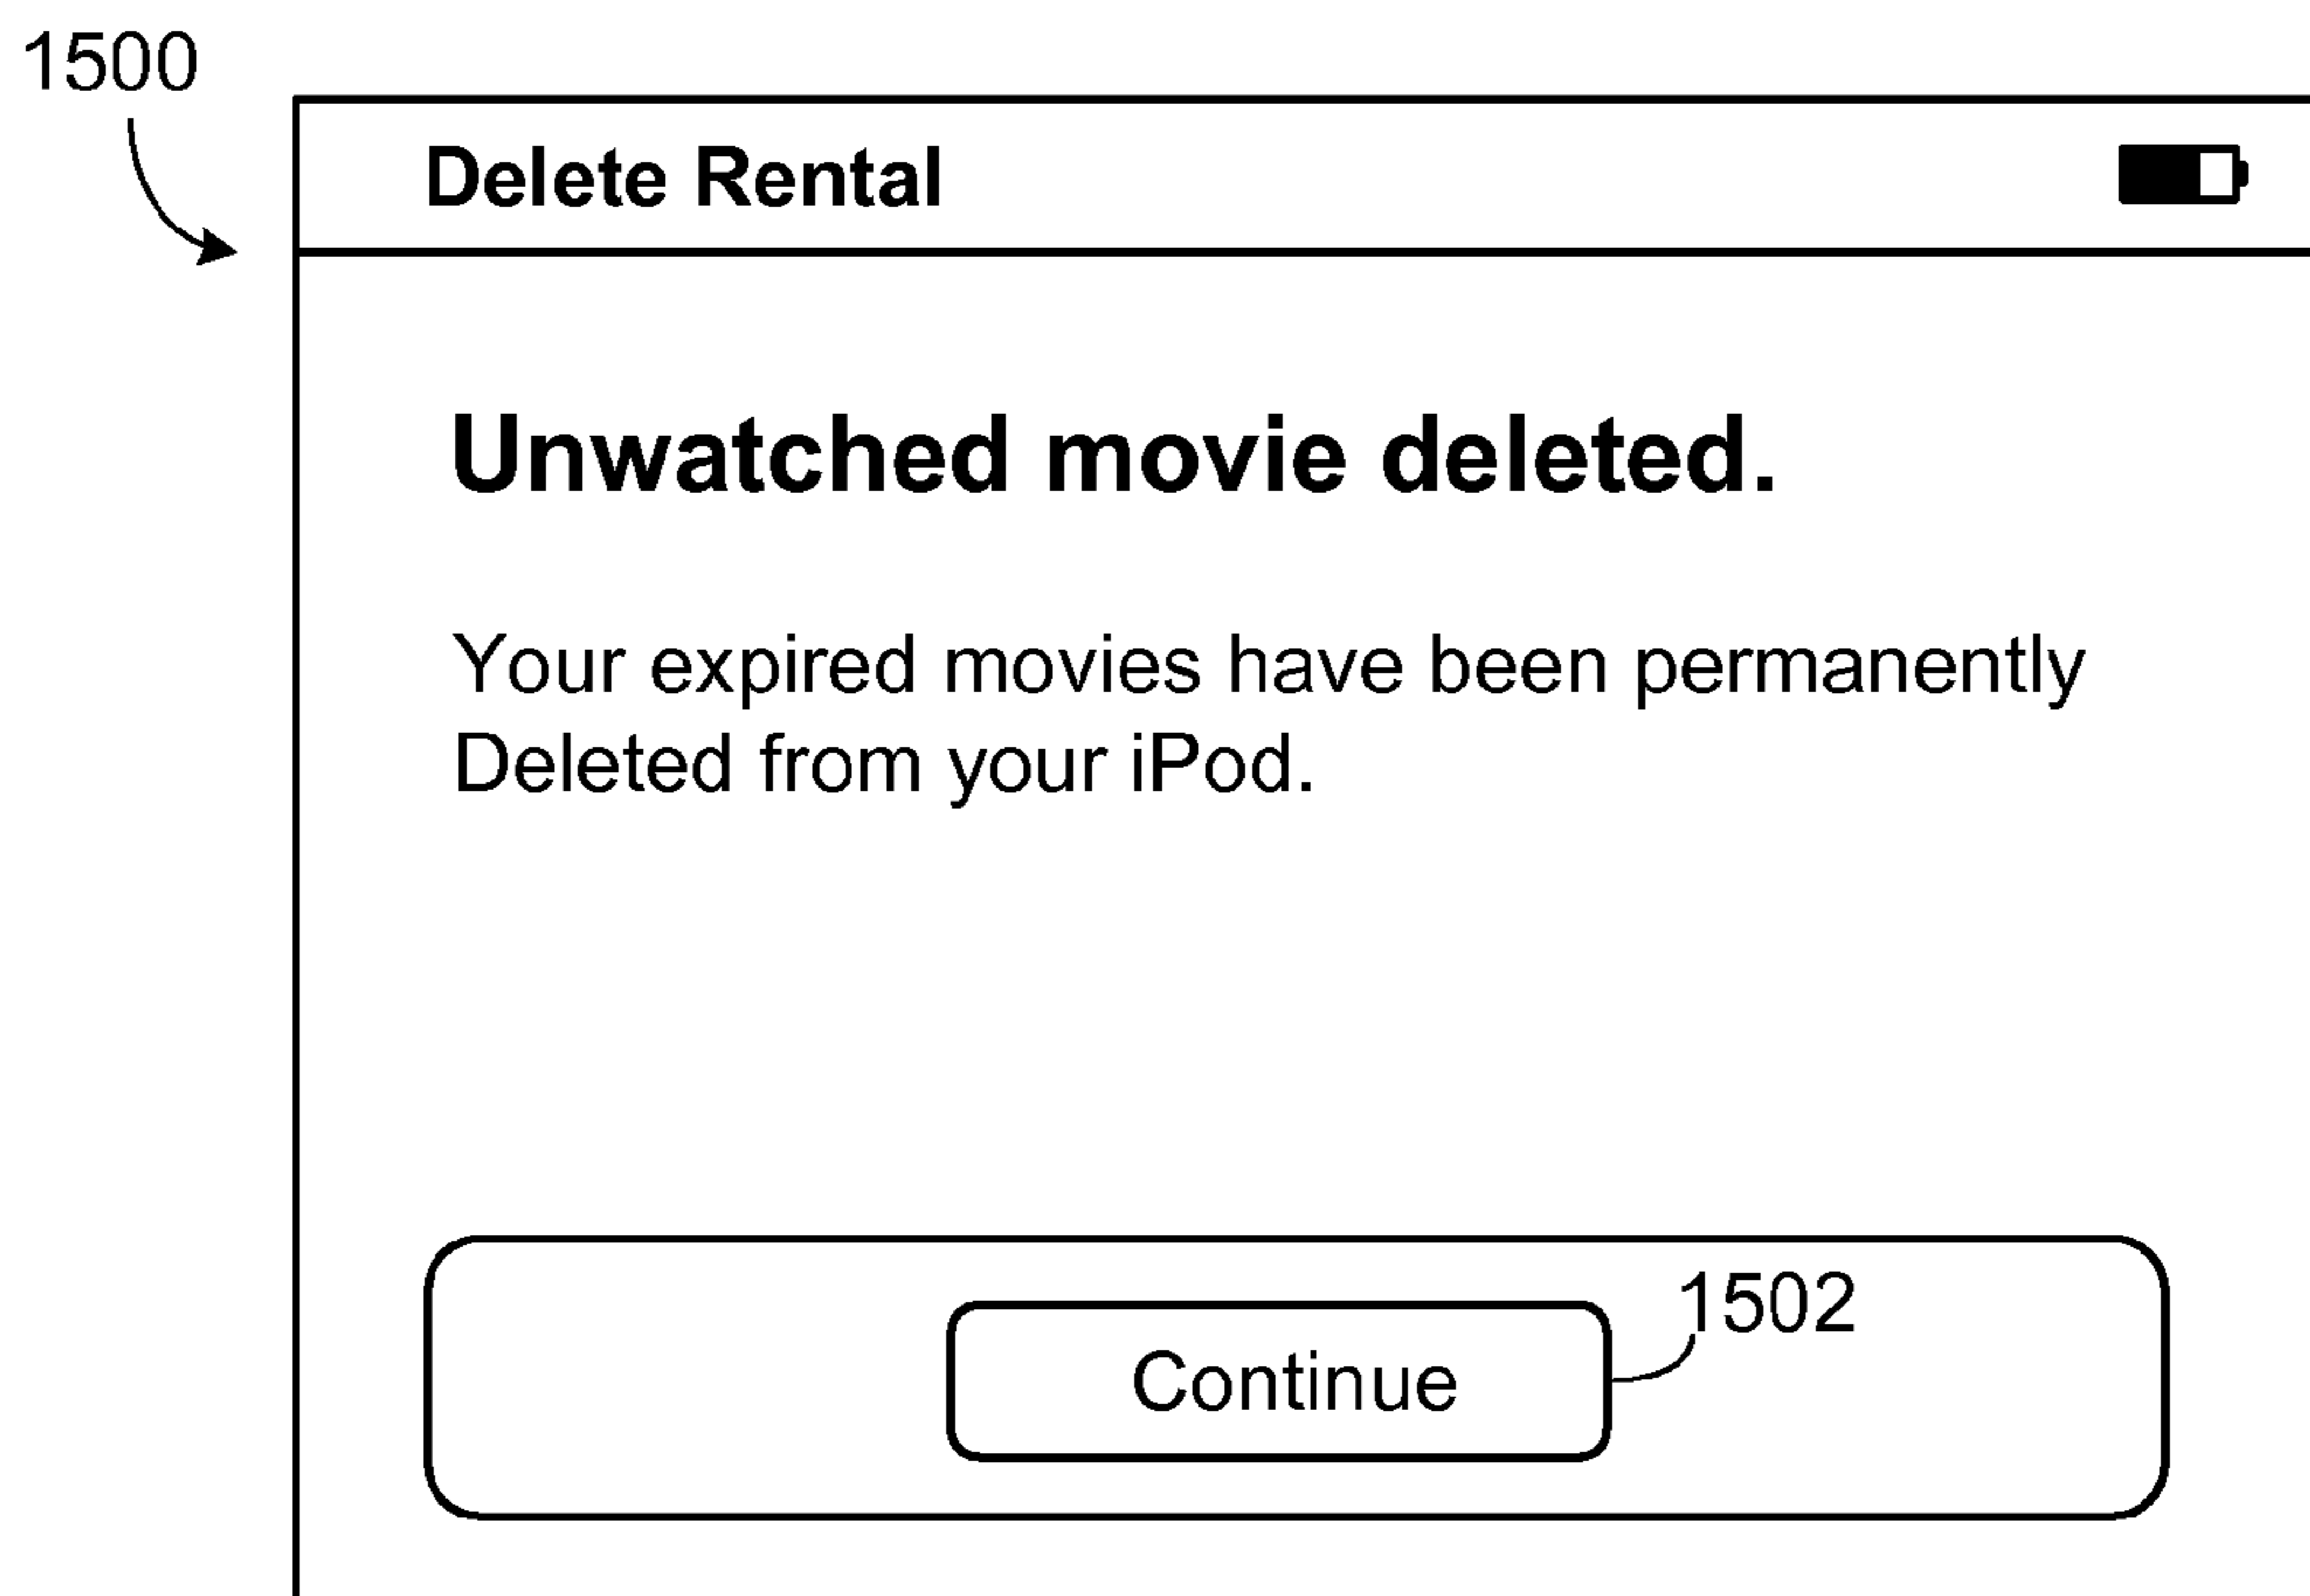 1500
Delete Rental
Unwatched movie deleted.
Your expired movies have been permanently
Deleted from your iPod.
1502
Continue